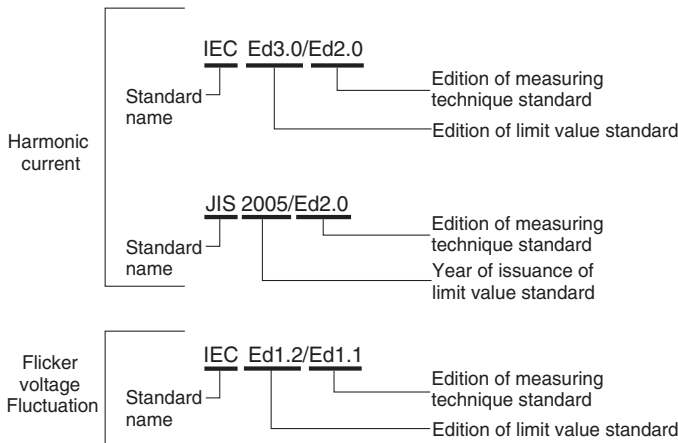 IEC Ed3.0/Ed2.0
Standard
name
Edition of measuring
technique standard
Edition of limit value standard
Harmonic
current
JIS 2005/Ed2.0
Standard
name
Edition of measuring
technique standard
Year of issuance of
limit value standard
Flicker
voltage
Fluctuation
IEC Ed1.2/Ed1.1
Standard
name
Edition of measuring
technique standard
Edition of limit value standard